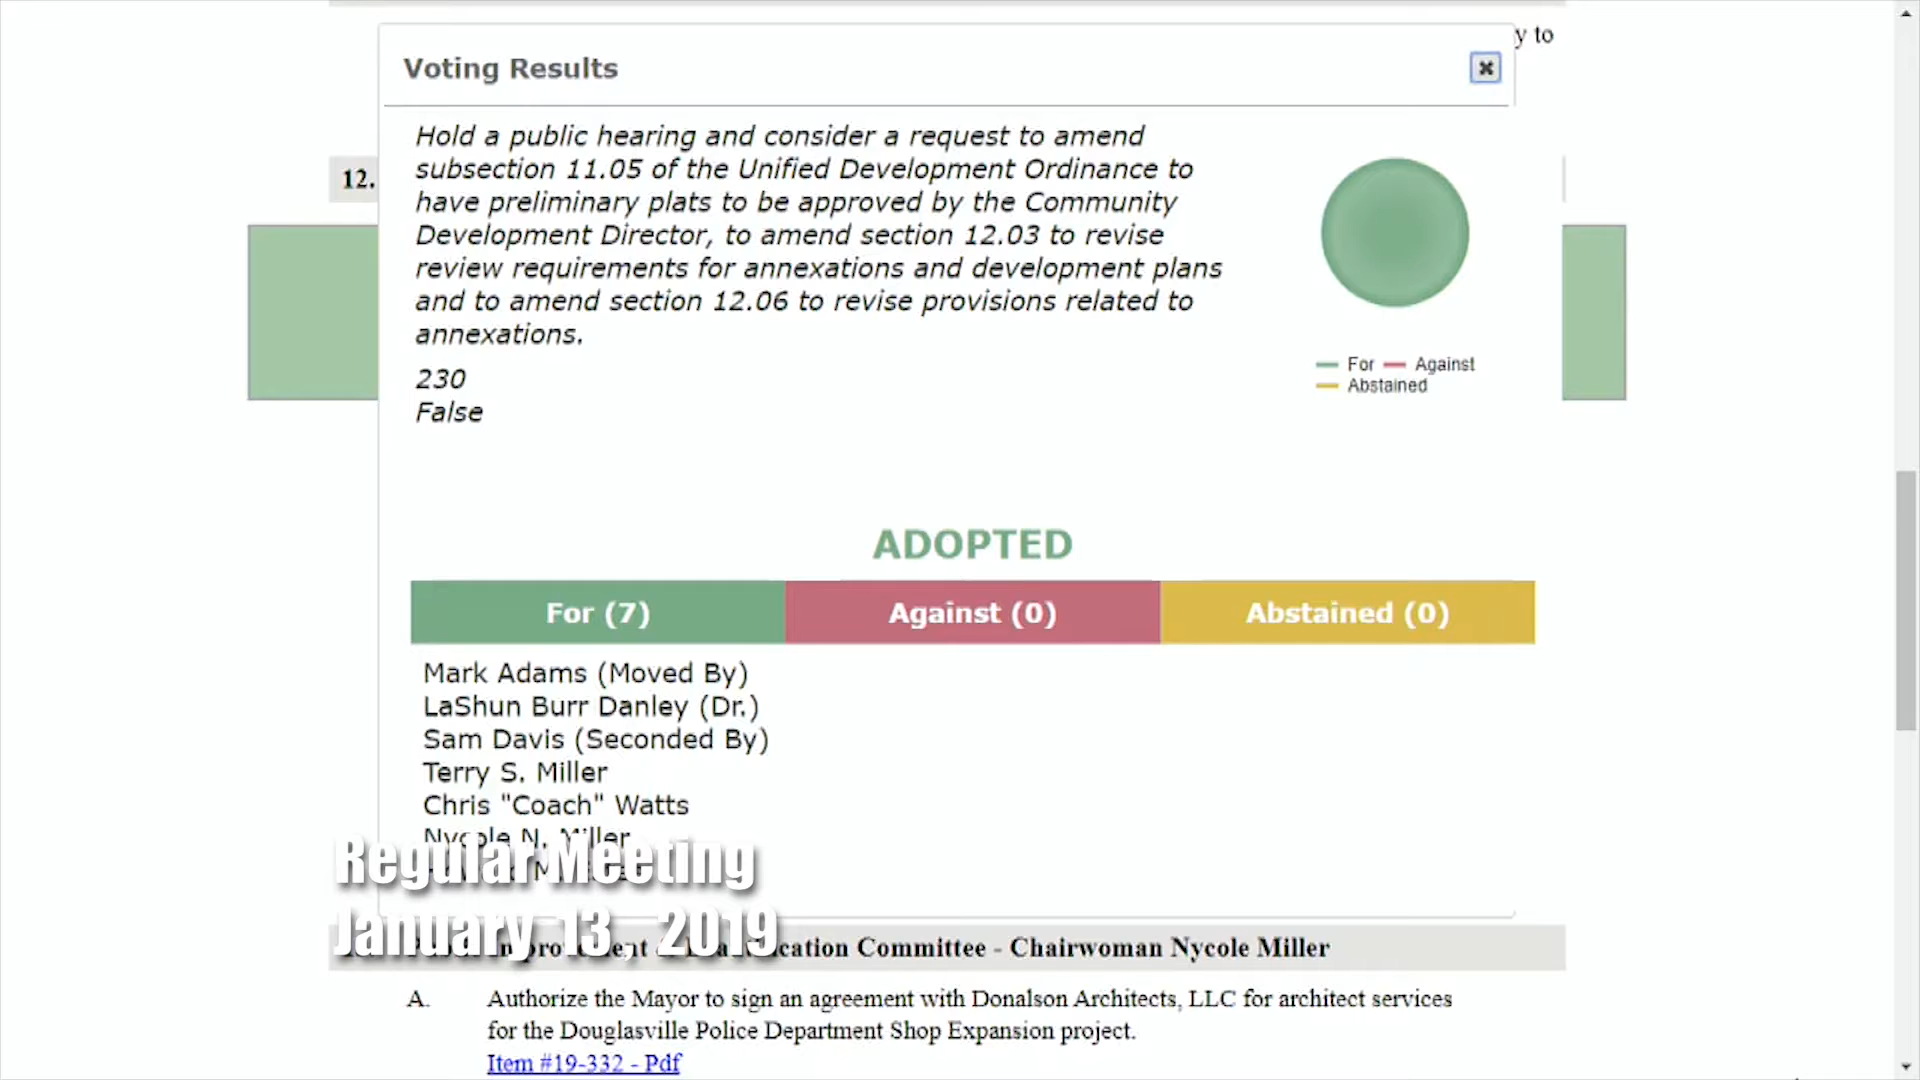 y to
Voting Results
12.
Hold a public hearing and consider a request to amend
subsection 11.05 of the Unified Development Ordinance to
have preliminary plats to be approved by the Community
Development Director, to amend section 12.03 to revise
review requirements for annexations and development plans
and to amend section 12.06 to revise provisions related to
annexations.
230
False
For Against
Abstained
ADOPTED
For (7) Against (0) Abstained (0)
Mark Adams (Moved By)
LaShun Burr Danley (Dr.)
Sam Davis (Seconded By)
Terry S. Miller
Chris "Coach" Watts
Nycole N. Miller
Regular Meeting
January 13, 2019
Committee - Chairwoman Nycole Miller
A. Authorize the Mayor to sign an agreement with Donalson Architects, LLC for architect services
for the Douglasville Police Department Shop Expansion project.
Item #19-332 - Pdf